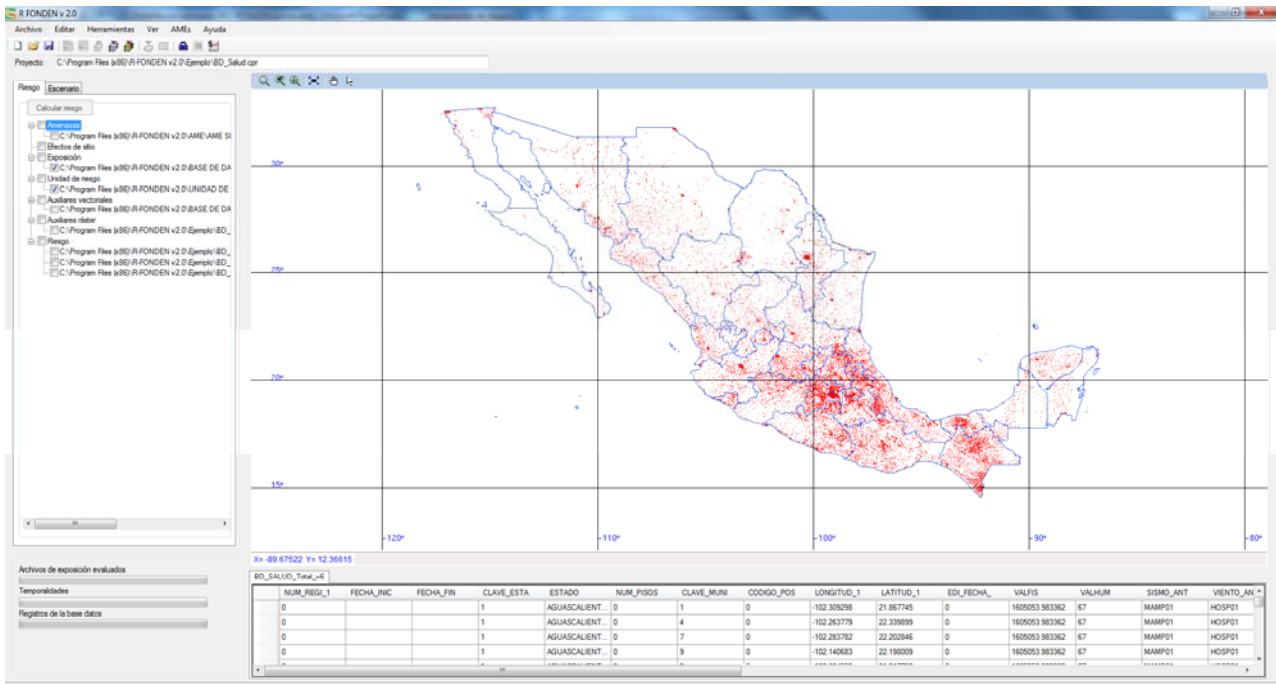 R FONDEN v 2.0
Archivo Editar Herramientas Ver AMEs Ayuda
Proyecto: C:\Program Files (x86)\R-FONDEN v2.0\Ejemplo\BD_Salud.cpr
Riesgo Escenario
Calcular riesgo
Amenazas
C:\Program Files (x86)\R-FONDEN v2.0\AME\AME SI
Efectos de sitio
Exposición
C:\Program Files (x86)\R-FONDEN v2.0\BASE DE DA
Unidad de riesgo
C:\Program Files (x86)\R-FONDEN v2.0\UNIDAD DE
Auxiliares vectoriales
C:\Program Files (x86)\R-FONDEN v2.0\BASE DE DA
Auxiliares ráster
C:\Program Files (x86)\R-FONDEN v2.0\Ejemplo\BD_
Riesgo
C:\Program Files (x86)\R-FONDEN v2.0\Ejemplo\BD_
C:\Program Files (x86)\R-FONDEN v2.0\Ejemplo\BD_
C:\Program Files (x86)\R-FONDEN v2.0\Ejemplo\BD_
30°
25°
20°
15°
-120° -110° -100° -90° -80°
X= -89.67522 Y= 12.36615
Archivos de exposición evaluados
Temporalidades
Registros de la base datos
BD_SALUD_Total_v6
NUM_REGI_1 FECHA_INIC FECHA_FIN CLAVE_ESTA ESTADO NUM_PISOS CLAVE_MUNI CODIGO_POS LONGITUD_1 LATITUD_1 EDI_FECHA_ VALFIS VALHUM SISMO_ANT VIENTO_AN
0 1 AGUASCALIENT... 0 1 0 -102.309298 21.867745 0 1605053.983362 67 MAMP01 HOSP01
0 1 AGUASCALIENT... 0 4 0 -102.263779 22.339899 0 1605053.983362 67 MAMP01 HOSP01
0 1 AGUASCALIENT... 0 7 0 -102.283782 22.202846 0 1605053.983362 67 MAMP01 HOSP01
0 1 AGUASCALIENT... 0 9 0 -102.140683 22.198009 0 1605053.983362 67 MAMP01 HOSP01